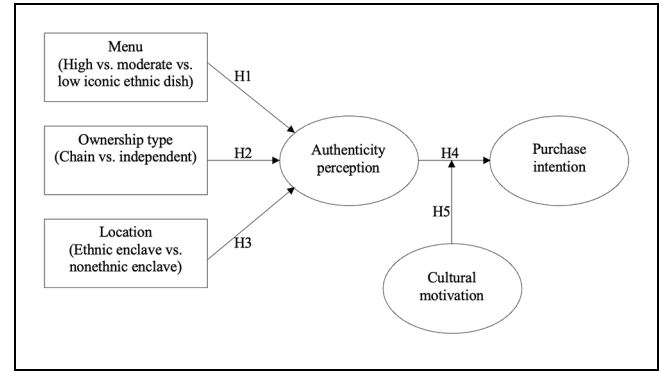 Menu
(High vs. moderate vs.
low iconic ethnic dish)
H1
Ownership type
(Chain vs. independent)
H2
Authenticity
perception
H4
Purchase
intention
Location
(Ethnic enclave vs.
nonethnic enclave)
H3
H5
Cultural
motivation